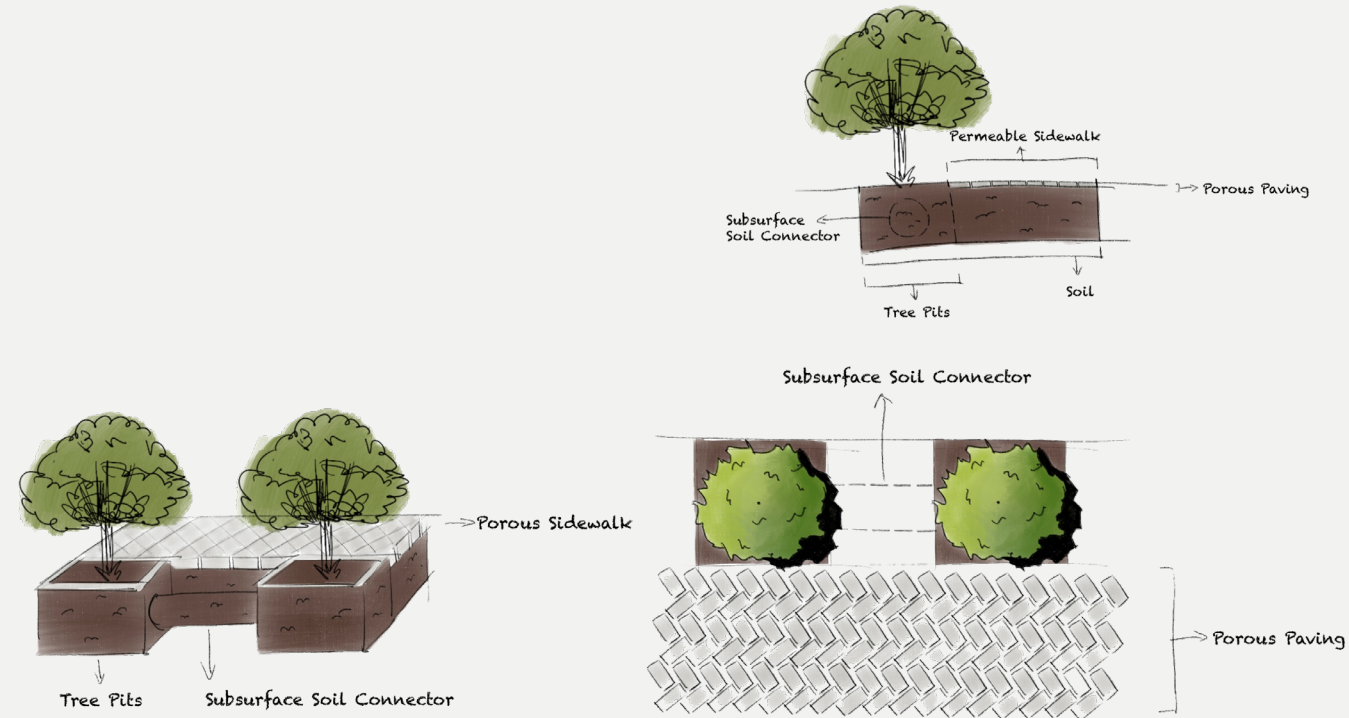 Permeable Sidewalk
Porous Paving
Subsurface
Soil Connector
Soil
Tree Pits
Subsurface Soil Connector
Porous Sidewalk
Porous Paving
Tree Pits
Subsurface Soil Connector